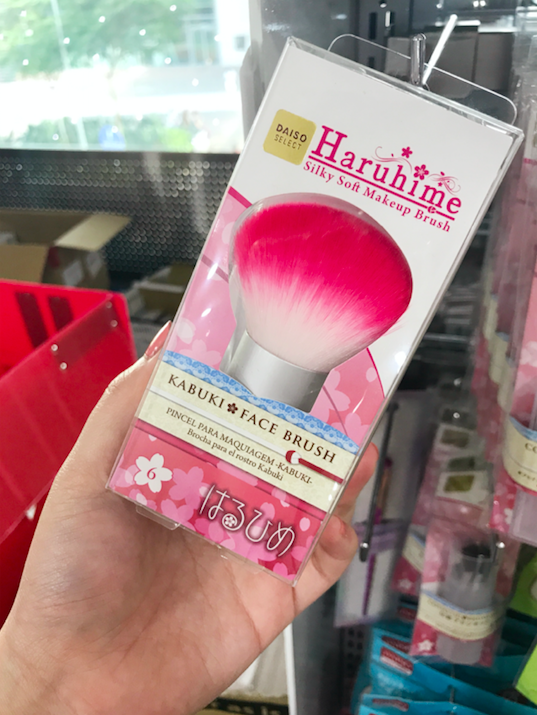 DAISO
SELECT
Haruhime
Silky Soft Makeup Brush
KABUKI FACE BRUSH
PINCEL PARA MAQUIAGEM -KABUKI-
Brocha para el rostro Kabuki
6
はるひめ